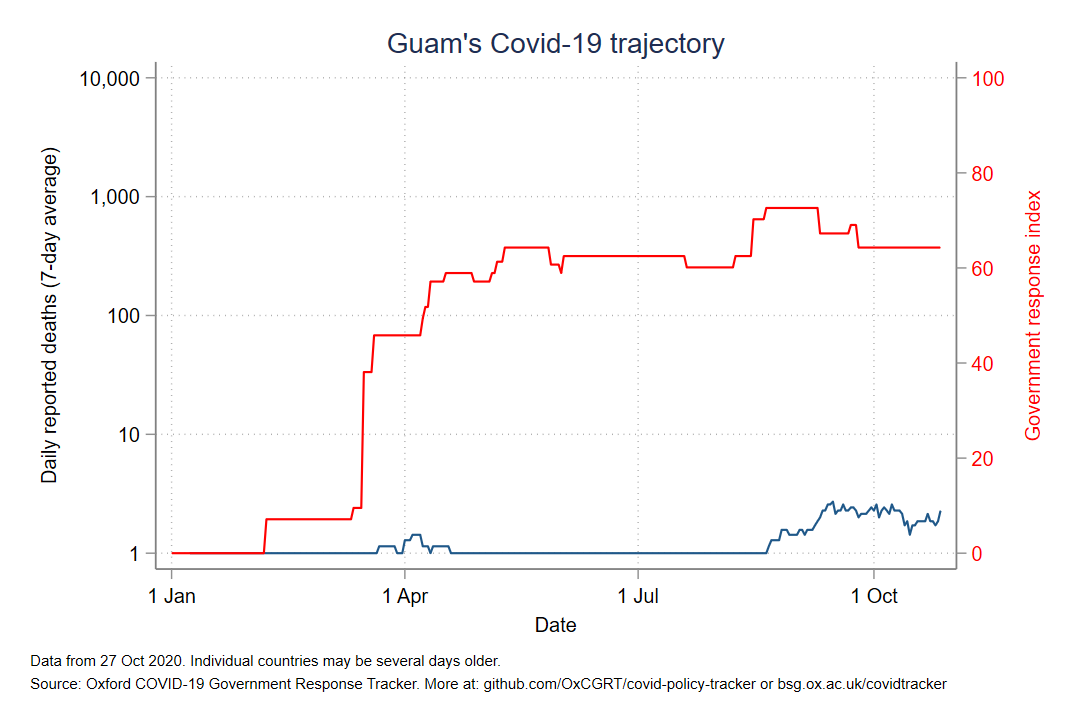 Guam's Covid-19 trajectory
10,000
1,000
100
10
1
Daily reported deaths (7-day average)
100
80
60
40
20
0
Government response index
1 Jan
1 Apr
1 Jul
1 Oct
Date
Data from 27 Oct 2020. Individual countries may be several days older.
Source: Oxford COVID-19 Government Response Tracker. More at: github.com/OxCGRT/covid-policy-tracker or bsg.ox.ac.uk/covidtracker